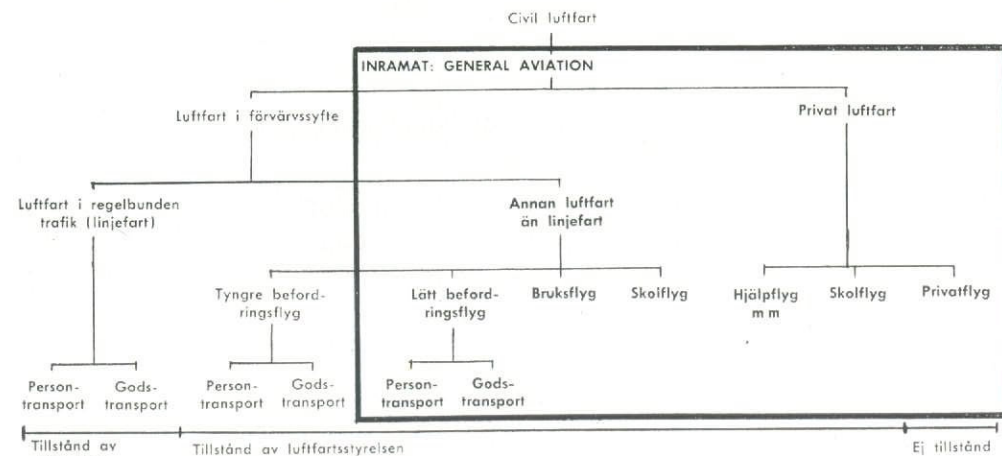 Civil luftfart
INRAMAT: GENERAL AVIATION
Luftfart i förvärvssyfte
Privat luftfart
Luftfart i regelbunden
trafik (linjefart)
Annan luftfart
än linjefart
Tyngre beford-
ringsflyg
Lätt beford-
ringsflyg
Bruksflyg
Skolflyg
Hjälpflyg
m m
Skolflyg
Privatflyg
Person-
transport
Gods-
transport
Person-
transport
Gods-
transport
Person-
transport
Gods-
transport
Tillstånd av
Tillstånd av luftfartsstyrelsen
Ej tillstånd